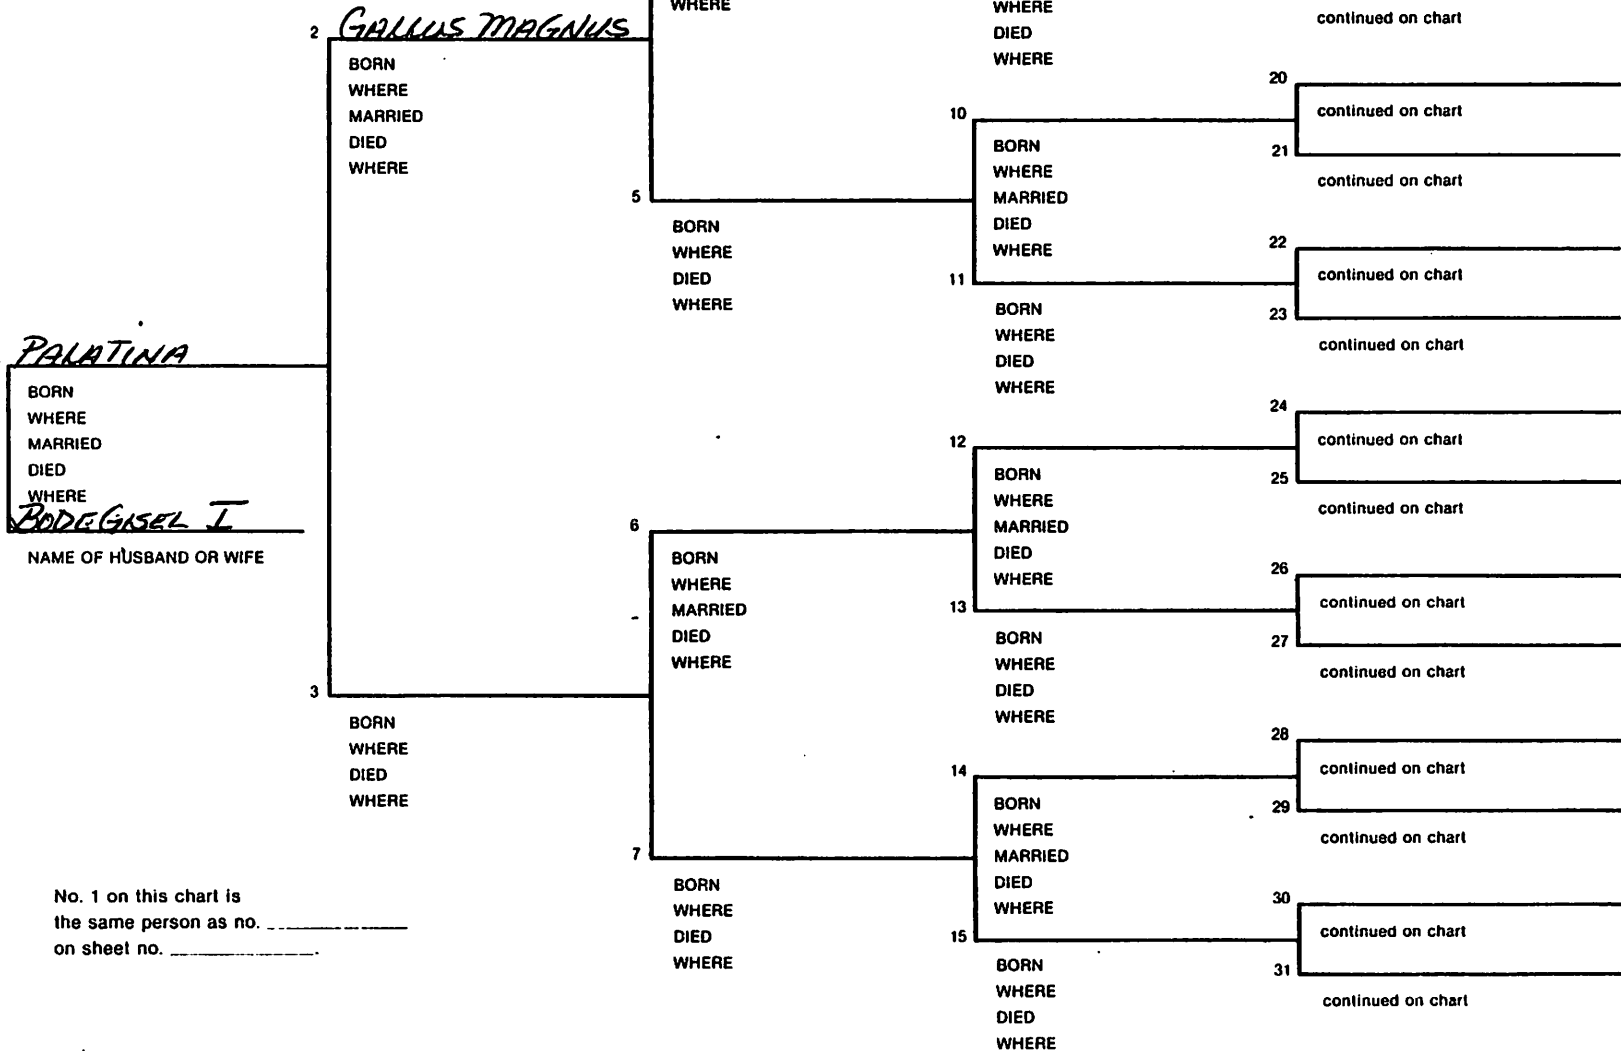 PALATINA
BORN
WHERE
MARRIED
DIED
WHERE
BODEGISEL I
NAME OF HUSBAND OR WIFE
No. 1 on this chart is
the same person as no.
on sheet no.
2 GALLUS MAGNUS
BORN
WHERE
MARRIED
DIED
WHERE
3
BORN
WHERE
DIED
WHERE
WHERE
5
BORN
WHERE
DIED
WHERE
6
BORN
WHERE
MARRIED
DIED
WHERE
7
BORN
WHERE
DIED
WHERE
WHERE
DIED
WHERE
10
BORN
WHERE
MARRIED
DIED
WHERE
11
BORN
WHERE
DIED
WHERE
12
BORN
WHERE
MARRIED
DIED
WHERE
13
BORN
WHERE
DIED
WHERE
14
BORN
WHERE
MARRIED
DIED
WHERE
15
BORN
WHERE
DIED
WHERE
continued on chart
20
continued on chart
21
continued on chart
22
continued on chart
23
continued on chart
24
continued on chart
25
continued on chart
26
continued on chart
27
continued on chart
28
continued on chart
29
continued on chart
30
continued on chart
31
continued on chart